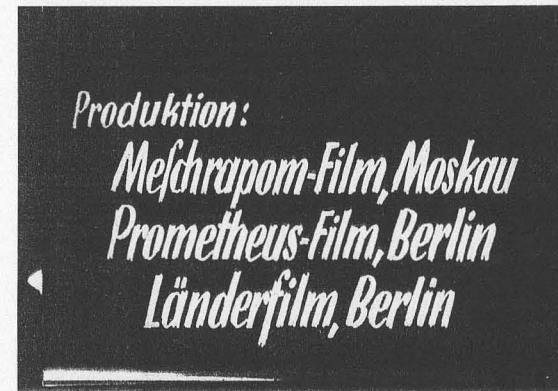 Produktion:
Meſchrapom-Film, Moskau
Prometheus-Film, Berlin
Länderfilm, Berlin